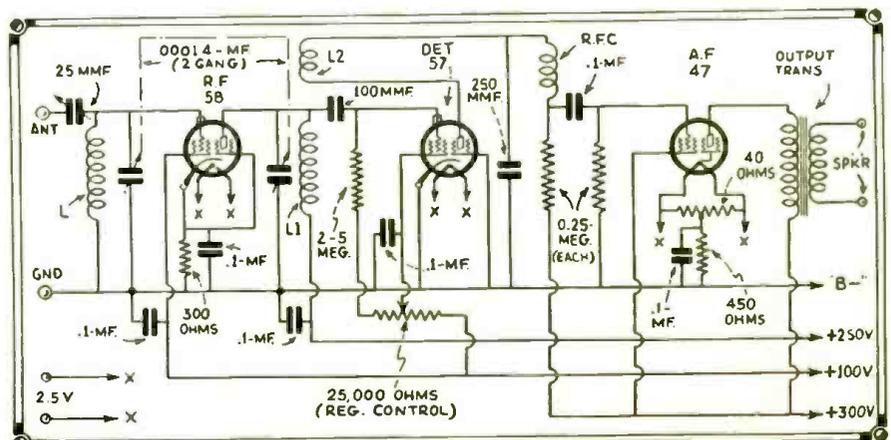 25 MMF
.00014-MF
(2 GANG)
R.F
58
L2
DET
57
R.F.C
.1-MF.
A.F
47
OUTPUT
TRANS
100MMF.
250
MMF.
ANT
L
L1
2-5
MEG.
.1-MF.
.1-MF.
0.25-
MEG.
(EACH)
40
OHMS
SPKR
X X
X X
X X
GND
300
OHMS
.1-
MF.
450
OHMS
"B-"
.1-MF.
.1-MF.
+250V
+100V
+300V
2.5 V
X
X
25,000 OHMS
(REG. CONTROL)